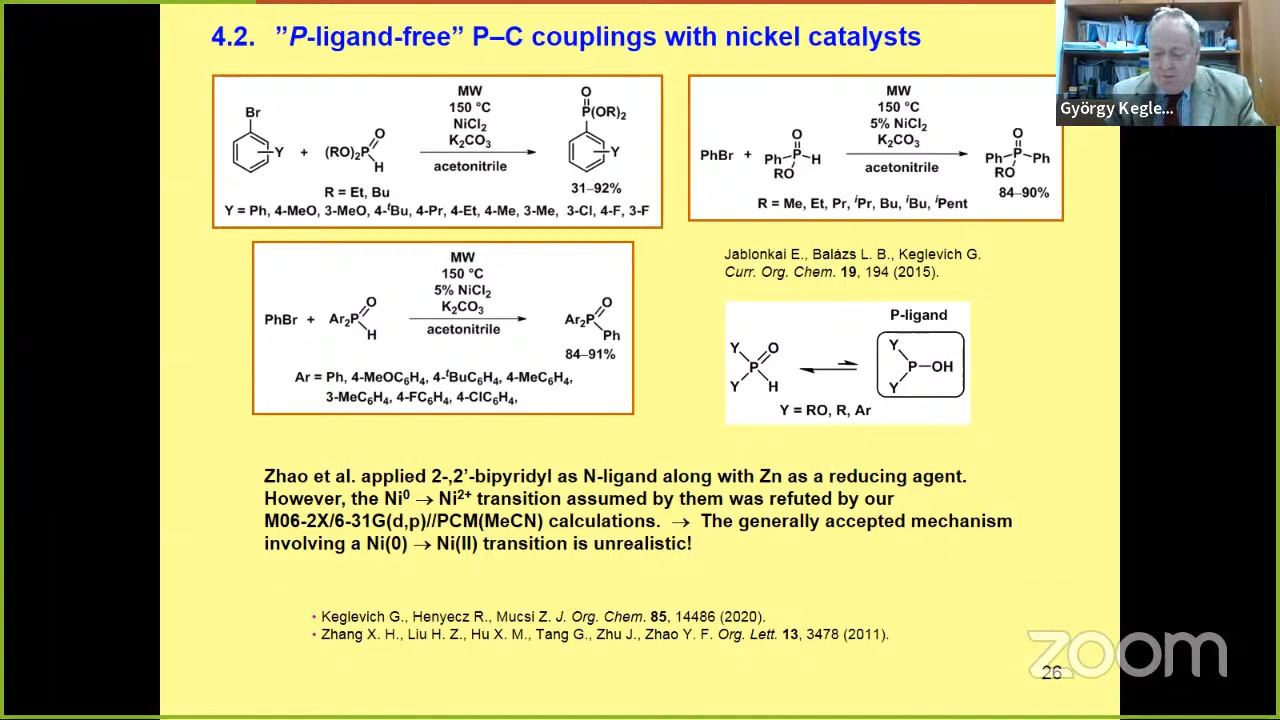 4.2. ”P-ligand-free” P–C couplings with nickel catalysts
Br
Y
+
(RO)₂P
O
H
MW
150 °C
NiCl₂
K₂CO₃
acetonitrile
O
P(OR)₂
Y
31–92%
R = Et, Bu
Y = Ph, 4-MeO, 3-MeO, 4-ᵗBu, 4-Pr, 4-Et, 4-Me, 3-Me, 3-Cl, 4-F, 3-F
PhBr +
O
Ph P H
RO
MW
150 °C
5% NiCl₂
K₂CO₃
acetonitrile
O
Ph P Ph
RO
84–90%
R = Me, Et, Pr, ⁱPr, Bu, ⁱBu, ⁱPent
György Kegle...
PhBr +
Ar₂P
O
H
MW
150 °C
5% NiCl₂
K₂CO₃
acetonitrile
Ar₂P
O
Ph
84–91%
Ar = Ph, 4-MeOC₆H₄, 4-ᵗBuC₆H₄, 4-MeC₆H₄,
3-MeC₆H₄, 4-FC₆H₄, 4-ClC₆H₄,
Jablonkai E., Balázs L. B., Keglevich G.
Curr. Org. Chem. 19, 194 (2015).
P-ligand
Y O
P
Y H
Y
P–OH
Y
Y = RO, R, Ar
Zhao et al. applied 2-,2’-bipyridyl as N-ligand along with Zn as a reducing agent.
However, the Ni⁰ → Ni²⁺ transition assumed by them was refuted by our
M06-2X/6-31G(d,p)//PCM(MeCN) calculations. → The generally accepted mechanism
involving a Ni(0) → Ni(II) transition is unrealistic!
• Keglevich G., Henyecz R., Mucsi Z. J. Org. Chem. 85, 14486 (2020).
• Zhang X. H., Liu H. Z., Hu X. M., Tang G., Zhu J., Zhao Y. F. Org. Lett. 13, 3478 (2011).
zoom
26